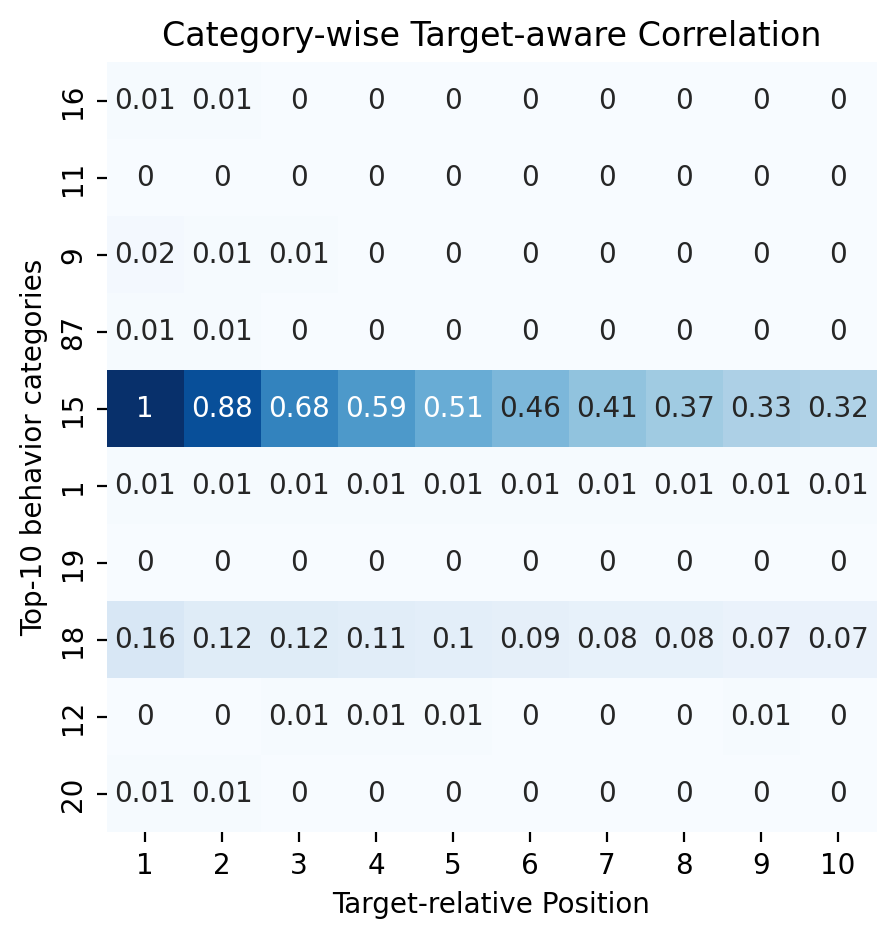 Category-wise Target-aware Correlation
Top-10 behavior categories
16 0.01 0.01 0 0 0 0 0 0 0 0
11 0 0 0 0 0 0 0 0 0 0
9 0.02 0.01 0.01 0 0 0 0 0 0 0
87 0.01 0.01 0 0 0 0 0 0 0 0
15 1 0.88 0.68 0.59 0.51 0.46 0.41 0.37 0.33 0.32
1 0.01 0.01 0.01 0.01 0.01 0.01 0.01 0.01 0.01 0.01
19 0 0 0 0 0 0 0 0 0 0
18 0.16 0.12 0.12 0.11 0.1 0.09 0.08 0.08 0.07 0.07
12 0 0 0.01 0.01 0.01 0 0 0 0.01 0
20 0.01 0.01 0 0 0 0 0 0 0 0
1 2 3 4 5 6 7 8 9 10
Target-relative Position